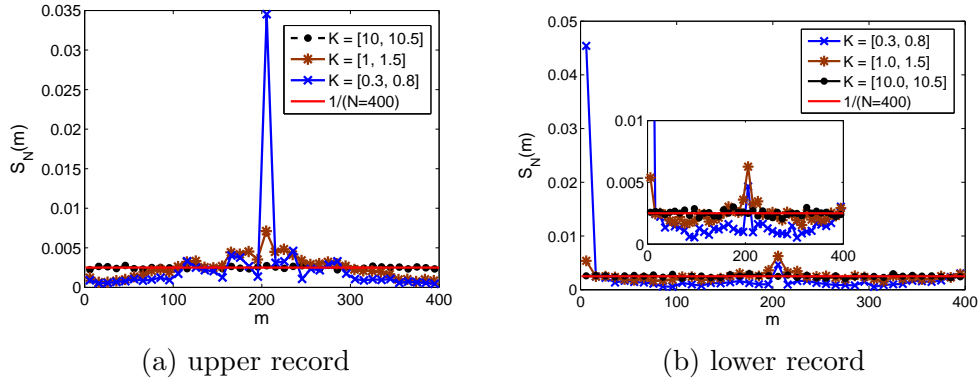 0.035
0.03
0.025
0.02
0.015
0.01
0.005
0
S_N(m)
0
100
200
300
400
m
K = [10, 10.5]
K = [1, 1.5]
K = [0.3, 0.8]
1/(N=400)
(a) upper record
0.05
0.04
0.03
0.02
0.01
0
S_N(m)
0
100
200
300
400
m
K = [0.3, 0.8]
K = [1.0, 1.5]
K = [10.0, 10.5]
1/(N=400)
0.01
0.005
0
0
200
400
(b) lower record